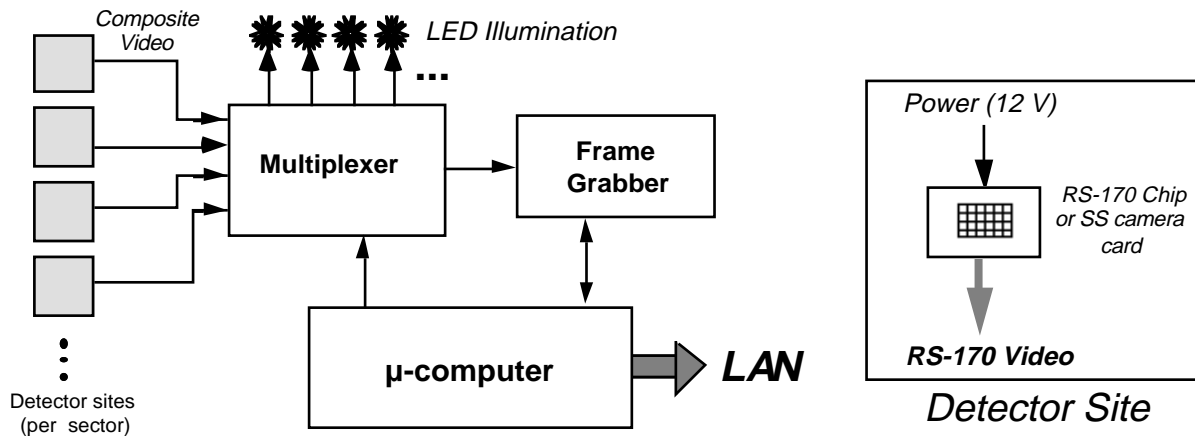 Composite
Video
LED Illumination
...
Multiplexer
Frame
Grabber
µ-computer
LAN
Detector sites
(per sector)
Power (12 V)
RS-170 Chip
or SS camera
card
RS-170 Video
Detector Site